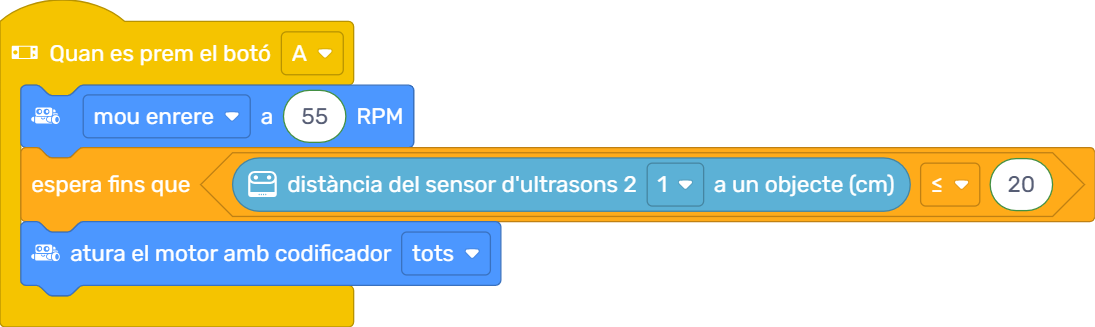 Quan es prem el botó A
mou enrere a 55 RPM
espera fins que distància del sensor d'ultrasons 2 1 a un objecte (cm) ≤ 20
atura el motor amb codificador tots